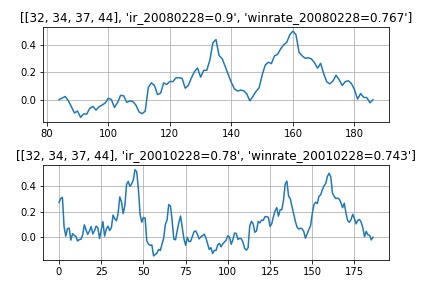 [[32, 34, 37, 44], 'ir_20080228=0.9', 'winrate_20080228=0.767']
0.4
0.2
0.0
80 100 120 140 160 180
[[32, 34, 37, 44], 'ir_20010228=0.78', 'winrate_20010228=0.743']
0.4
0.2
0.0
0 25 50 75 100 125 150 175